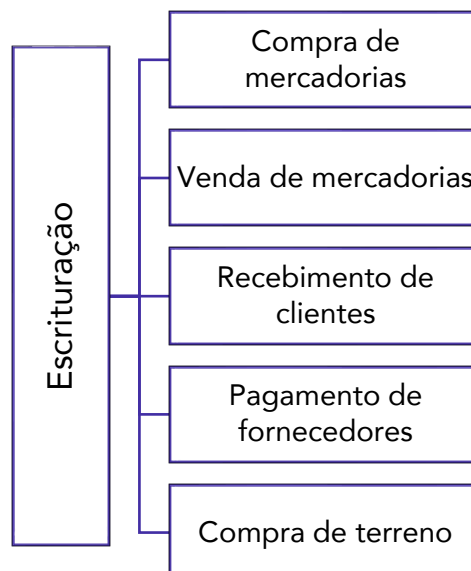 Escrituração
Compra de
mercadorias
Venda de mercadorias
Recebimento de
clientes
Pagamento de
fornecedores
Compra de terreno